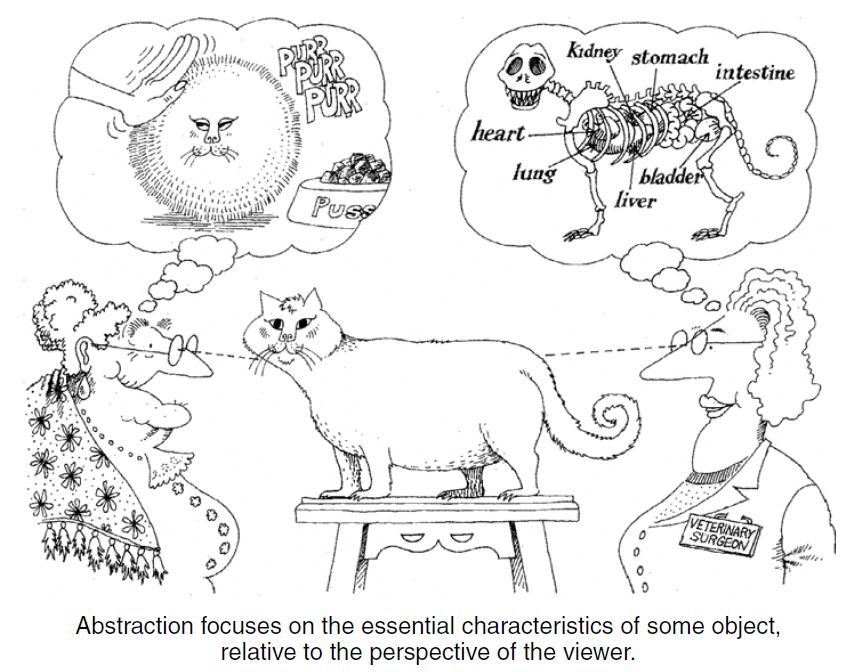 PURR
PURR
PURR
PUSS
Kidney
stomach
intestine
heart
lung
bladder
liver
VETERINARY
SURGEON
Abstraction focuses on the essential characteristics of some object,
relative to the perspective of the viewer.